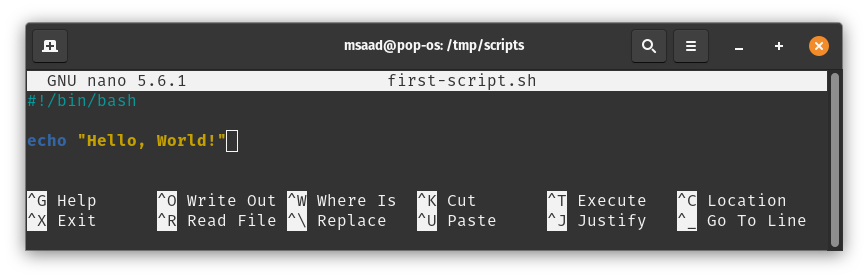 msaad@pop-os: /tmp/scripts
GNU nano 5.6.1 first-script.sh
#!/bin/bash
echo "Hello, World!"
^G Help ^O Write Out ^W Where Is ^K Cut ^T Execute ^C Location
^X Exit ^R Read File ^\ Replace ^U Paste ^J Justify ^_ Go To Line